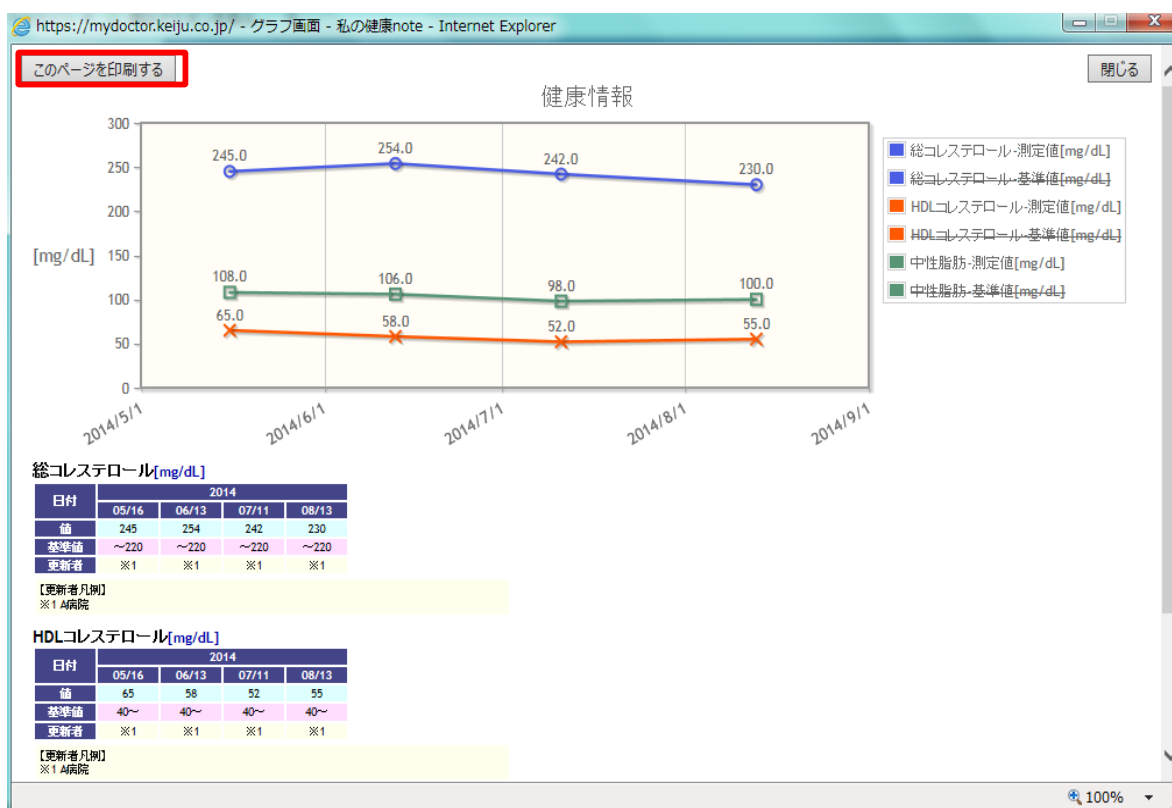 https://mydoctor.keiju.co.jp/ - グラフ画面 - 私の健康note - Internet Explorer
このページを印刷する
閉じる
健康情報
300
250
200
[mg/dL] 150
100
50
0
245.0 254.0 242.0 230.0
108.0 106.0 98.0 100.0
65.0 58.0 52.0 55.0
2014/5/1 2014/6/1 2014/7/1 2014/8/1 2014/9/1
総コレステロール-測定値[mg/dL]
総コレステロール-基準値[mg/dL]
HDLコレステロール-測定値[mg/dL]
HDLコレステロール-基準値[mg/dL]
中性脂肪-測定値[mg/dL]
中性脂肪-基準値[mg/dL]
総コレステロール[mg/dL]
日付 2014
05/16 06/13 07/11 08/13
値 245 254 242 230
基準値 ～220 ～220 ～220 ～220
更新者 ※1 ※1 ※1 ※1
【更新者凡例】
※1 A病院
HDLコレステロール[mg/dL]
日付 2014
05/16 06/13 07/11 08/13
値 65 58 52 55
基準値 40～ 40～ 40～ 40～
更新者 ※1 ※1 ※1 ※1
【更新者凡例】
※1 A病院
100%